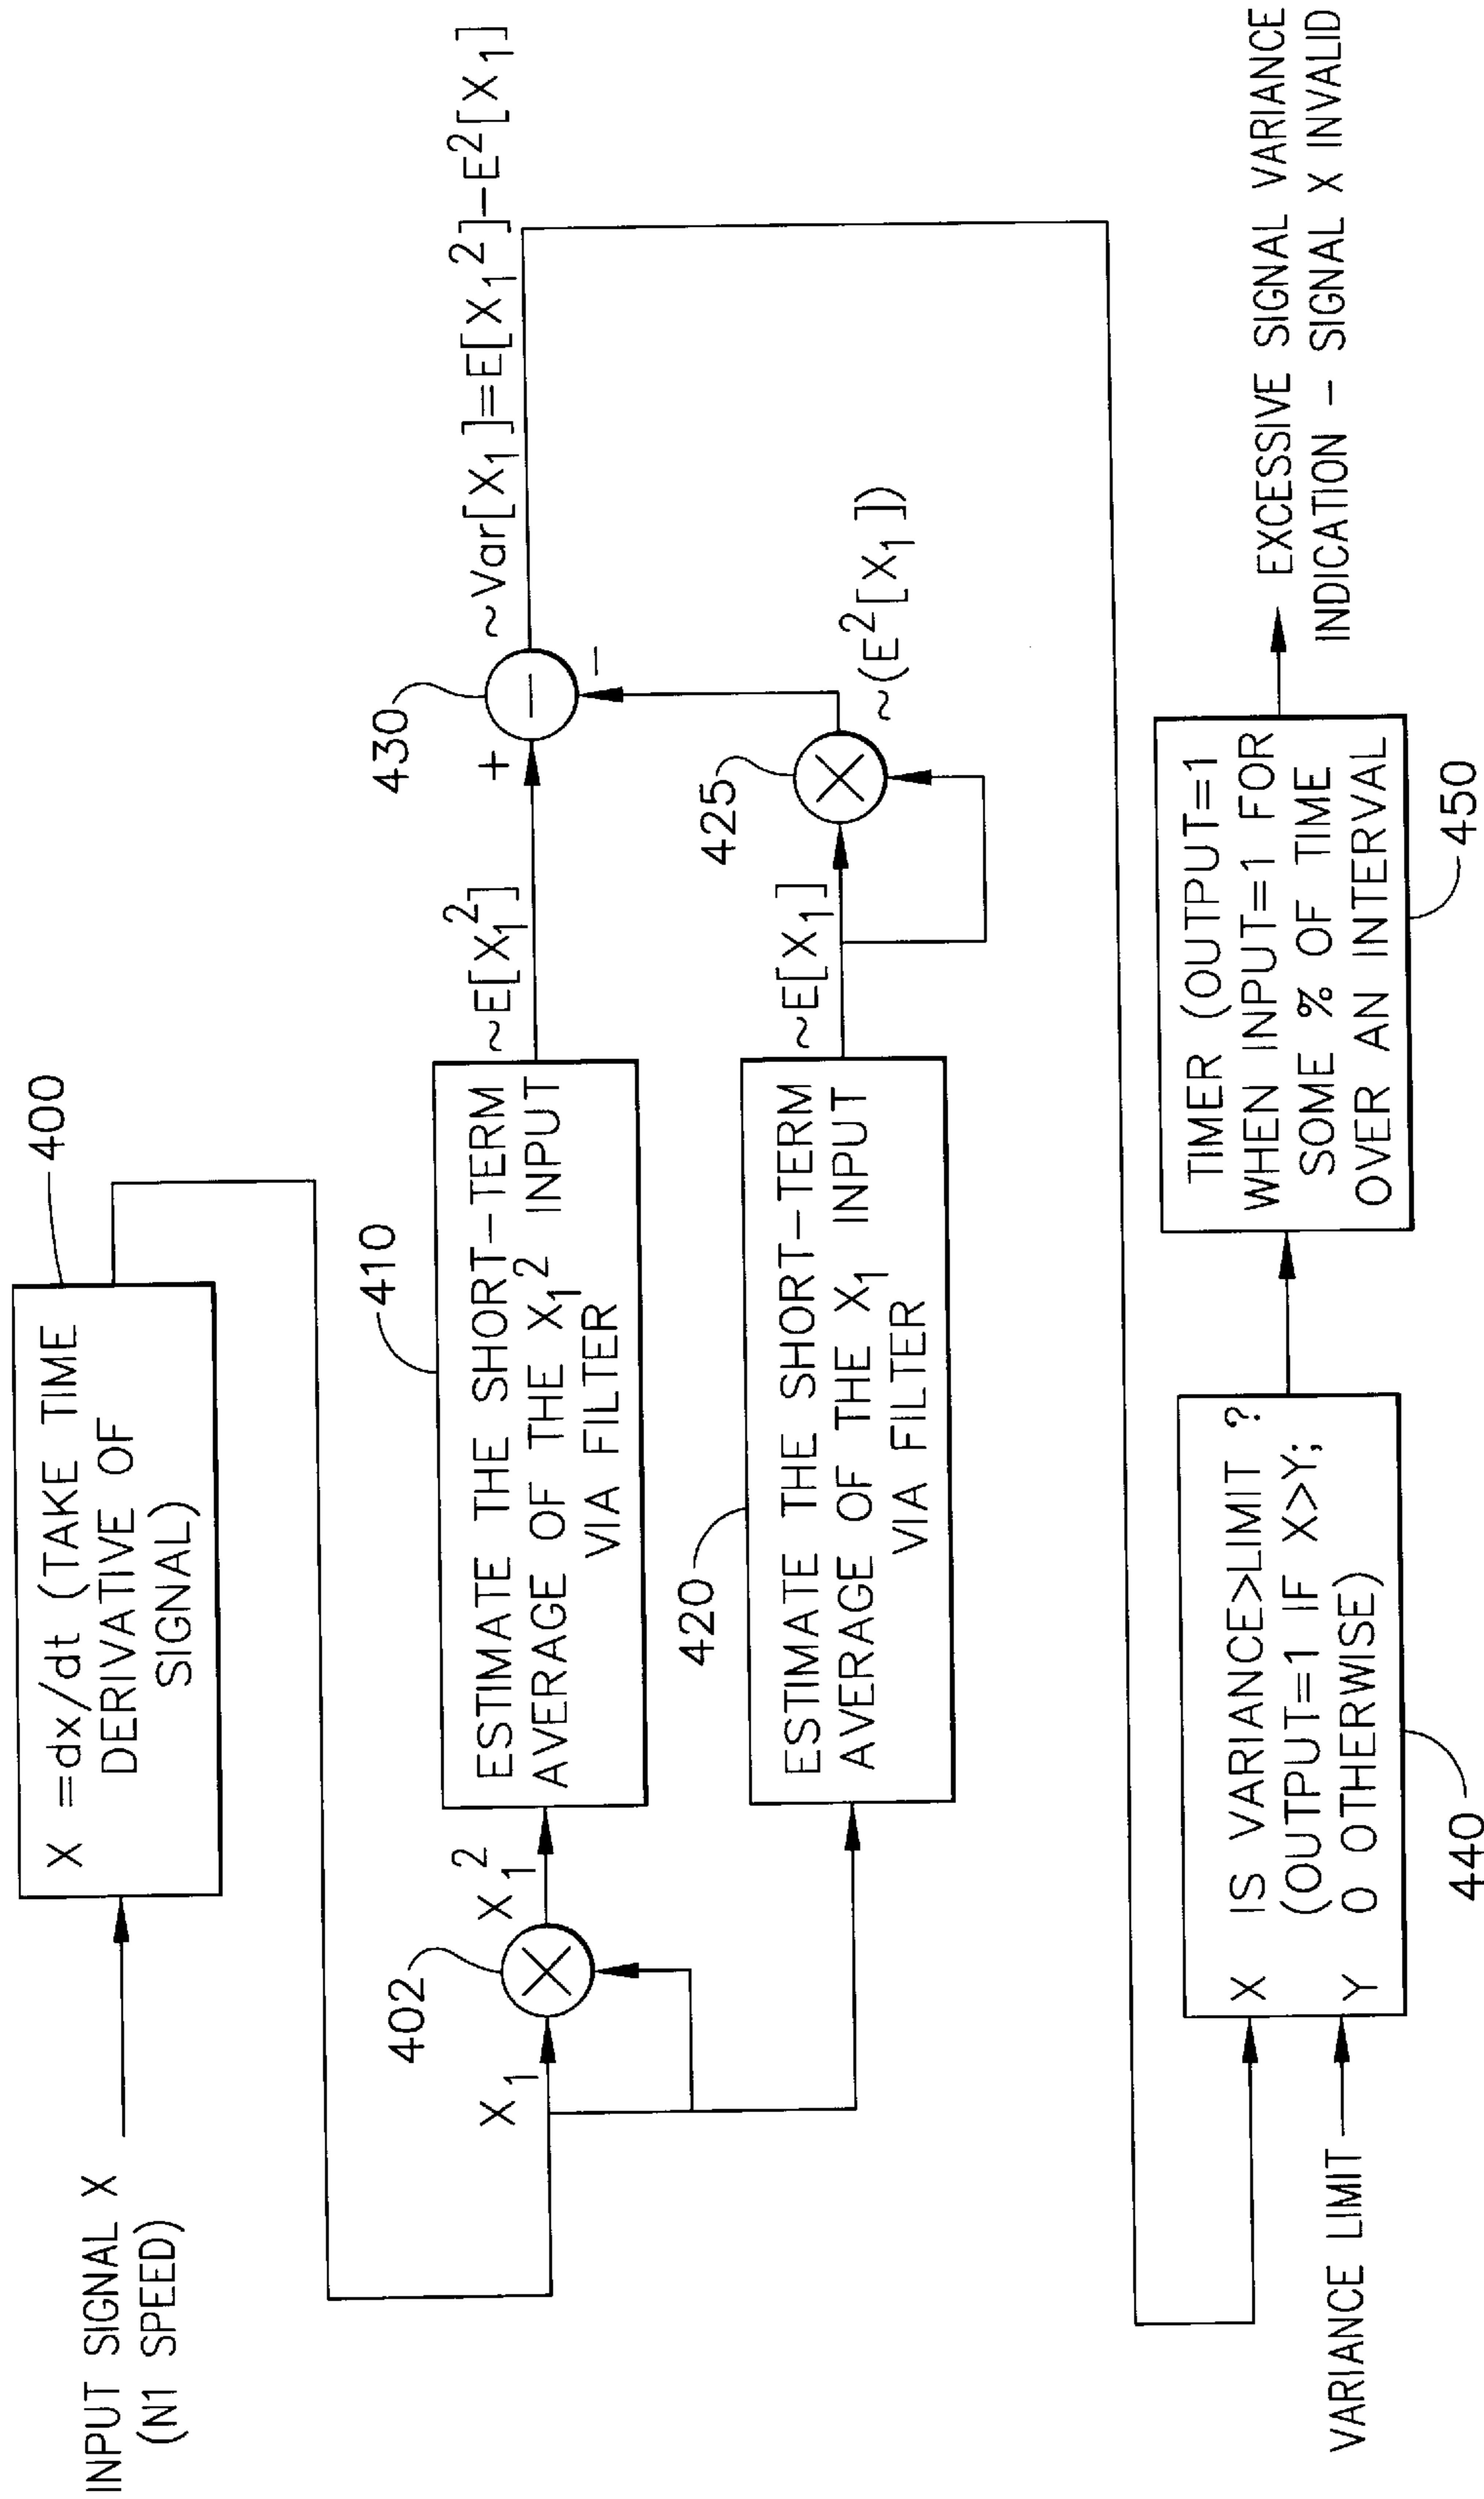 INPUT SIGNAL X
(N1 SPEED)
X =dx/dt (TAKE TIME
DERIVATIVE OF
SIGNAL)
400
X1
402
X1²
ESTIMATE THE SHORT-TERM
AVERAGE OF THE X1² INPUT
VIA FILTER
410
~E[X1²]
+
430
−
−
~Var[X1]=E[X1²]−E²[X1]
ESTIMATE THE SHORT-TERM
AVERAGE OF THE X1 INPUT
VIA FILTER
420
~E[X1]
425
~(E²[X1])
VARIANCE LIMIT
X IS VARIANCE>LIMIT ?
(OUTPUT=1 IF X>Y;
Y 0 OTHERWISE)
440
TIMER (OUTPUT=1
WHEN INPUT=1 FOR
SOME % OF TIME
OVER AN INTERVAL
450
EXCESSIVE SIGNAL VARIANCE
INDICATION - SIGNAL X INVALID